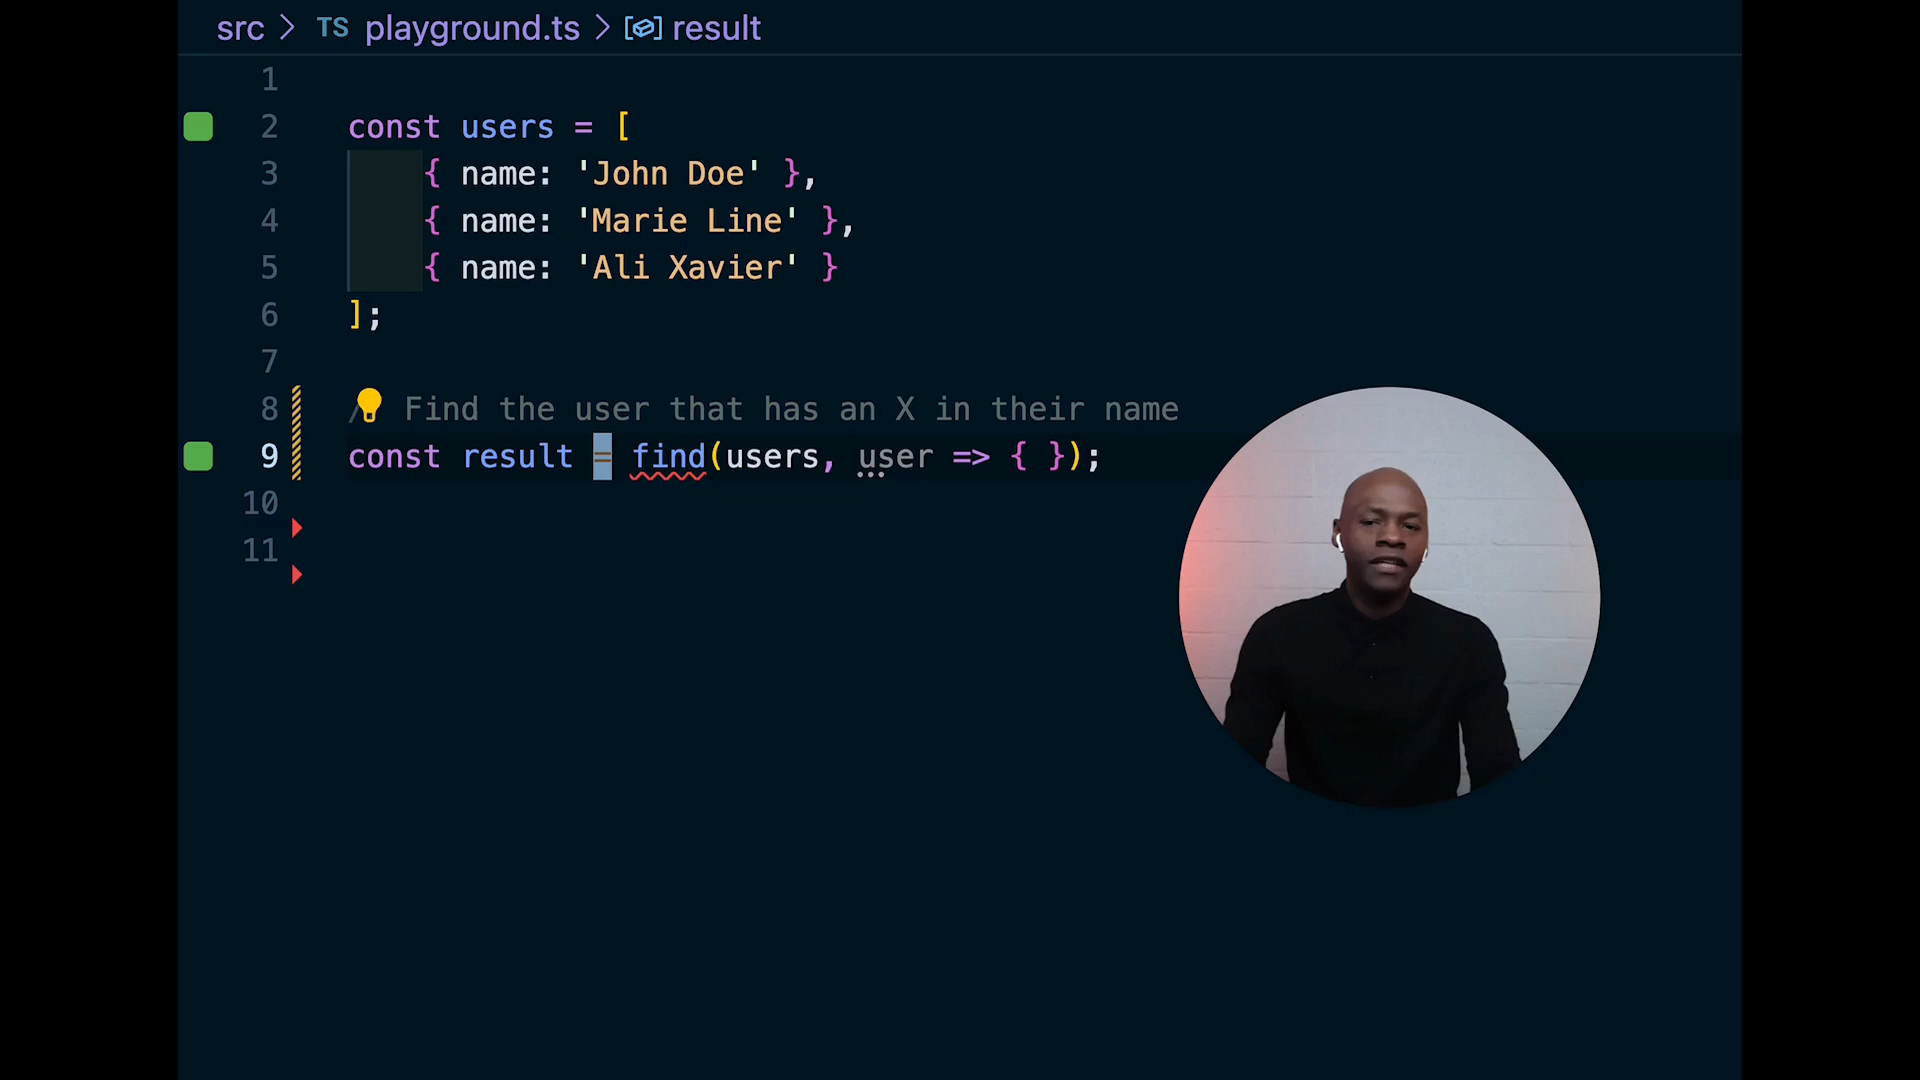 src > TS playground.ts > result
1
2 const users = [
3 { name: 'John Doe' },
4 { name: 'Marie Line' },
5 { name: 'Ali Xavier' }
6 ];
7
8 / Find the user that has an X in their name
9 const result = find(users, user => { });
10
11